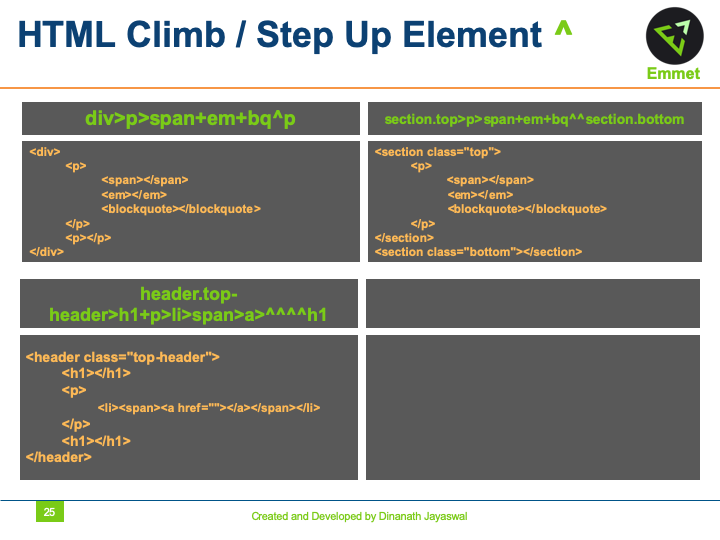 HTML Climb / Step Up Element ^
Emmet
div>p>span+em+bq^p
<div>
<p>
<span></span>
<em></em>
<blockquote></blockquote>
</p>
<p></p>
</div>
section.top>p>span+em+bq^^section.bottom
<section class="top">
<p>
<span></span>
<em></em>
<blockquote></blockquote>
</p>
</section>
<section class="bottom"></section>
header.top-
header>h1+p>li>span>a>^^^^h1
<header class="top-header">
<h1></h1>
<p>
<li><span><a href=""></a></span></li>
</p>
<h1></h1>
</header>
25
Created and Developed by Dinanath Jayaswal